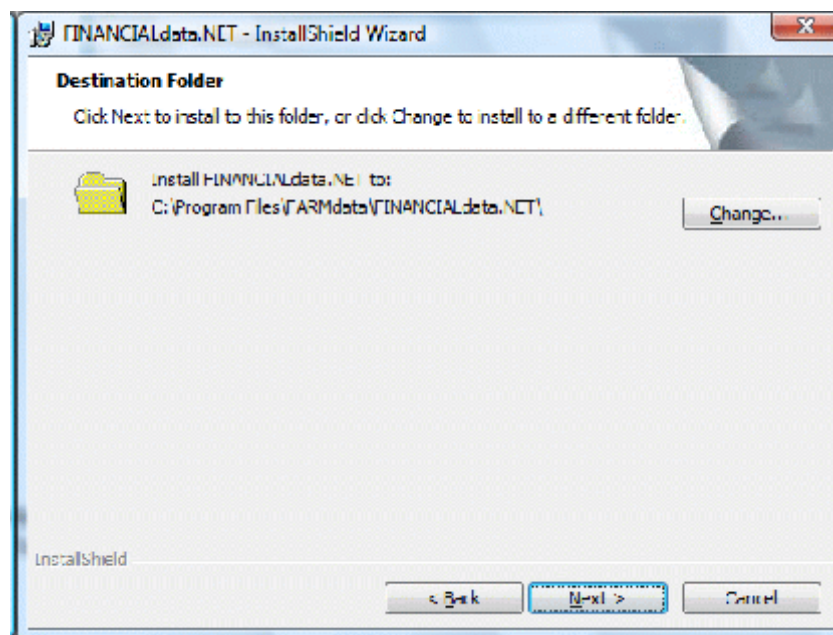 FINANCIALdata.NET - InstallShield Wizard
Destination Folder
Click Next to install to this folder, or click Change to install to a different folder.
Install FINANCIALdata.NET to:
C:\Program Files\FARMdata\FINANCIALdata.NET\
Change...
InstallShield
< Back
Next >
Cancel